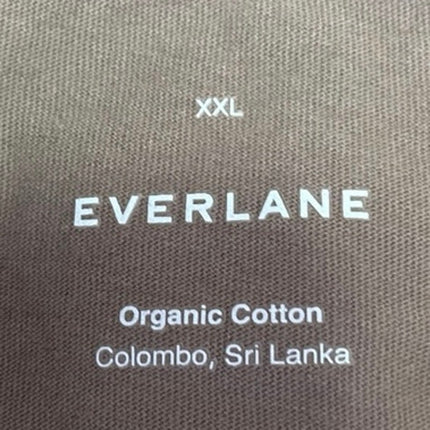 XXL
EVERLANE
Organic Cotton
Colombo, Sri Lanka